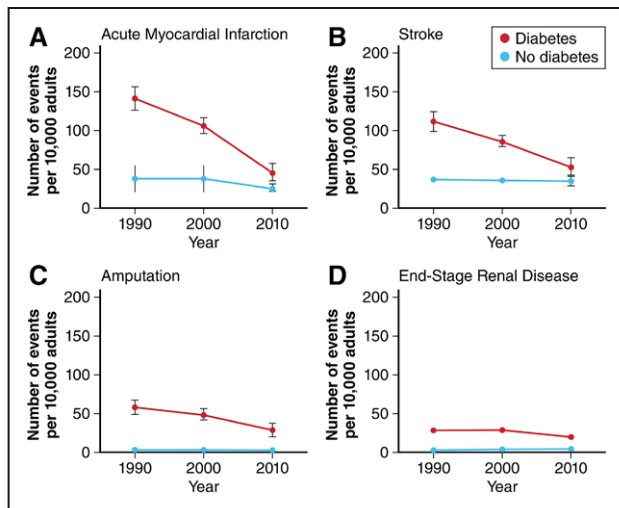 A Acute Myocardial Infarction
200
150
100
50
0
Number of events
per 10,000 adults
1990 2000 2010
Year
B Stroke
Diabetes
No diabetes
200
150
100
50
0
Number of events
per 10,000 adults
1990 2000 2010
Year
C Amputation
200
150
100
50
0
Number of events
per 10,000 adults
1990 2000 2010
Year
D End-Stage Renal Disease
200
150
100
50
0
Number of events
per 10,000 adults
1990 2000 2010
Year